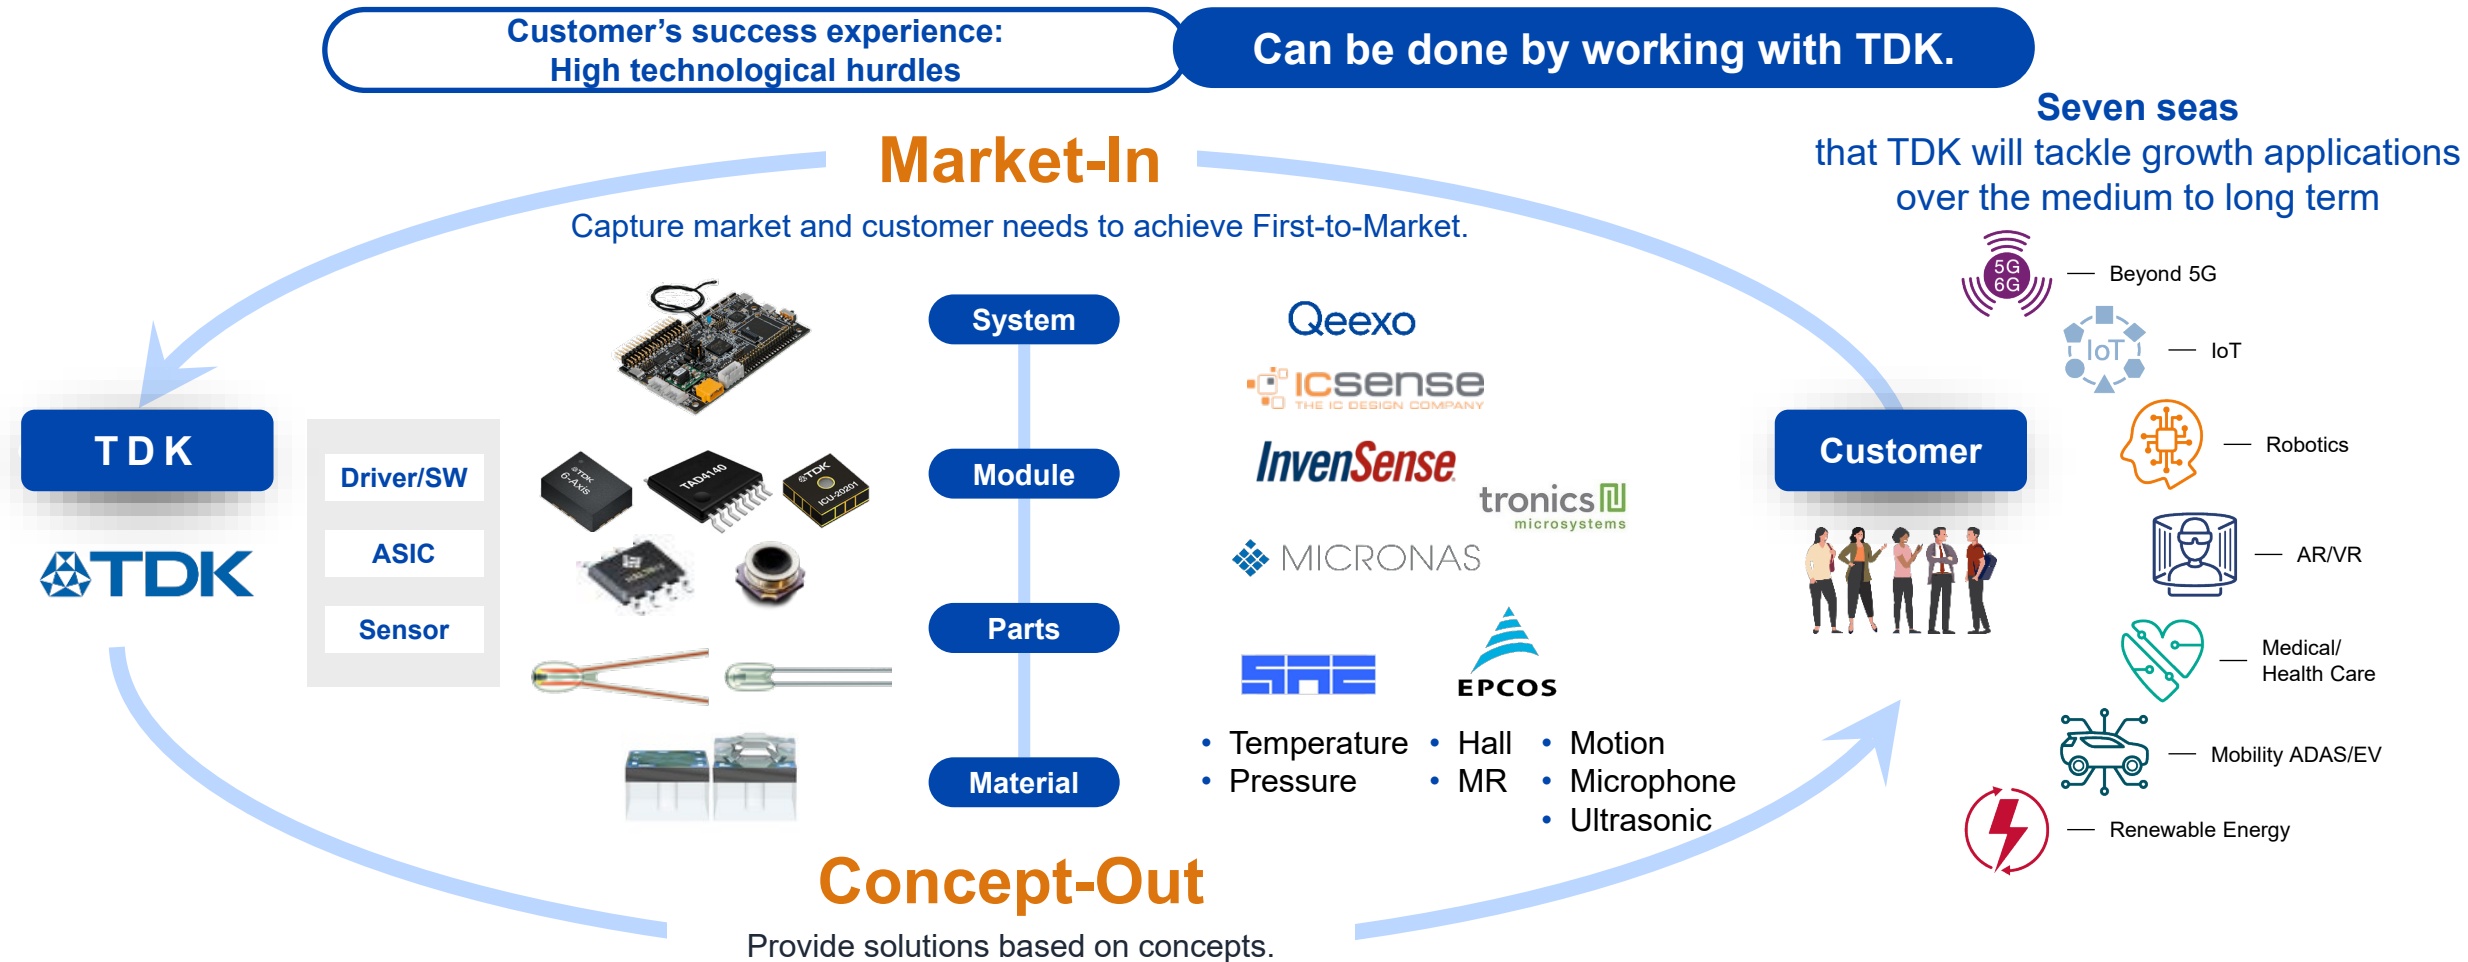 Customer’s success experience:
High technological hurdles
Can be done by working with TDK.
Seven seas
that TDK will tackle growth applications
over the medium to long term
Market-In
Capture market and customer needs to achieve First-to-Market.
TDK
TDK
Driver/SW
ASIC
Sensor
TDK
6-Axis
TAD4140
TDK
ICU-20201
System
Module
Parts
Material
Qeexo
ICsense
THE IC DESIGN COMPANY
InvenSense
tronics
microsystems
MICRONAS
SAE
EPCOS
• Temperature
• Pressure
• Hall
• MR
• Motion
• Microphone
• Ultrasonic
Customer
5G
6G
Beyond 5G
IoT
IoT
Robotics
AR/VR
Medical/
Health Care
Mobility ADAS/EV
Renewable Energy
Concept-Out
Provide solutions based on concepts.